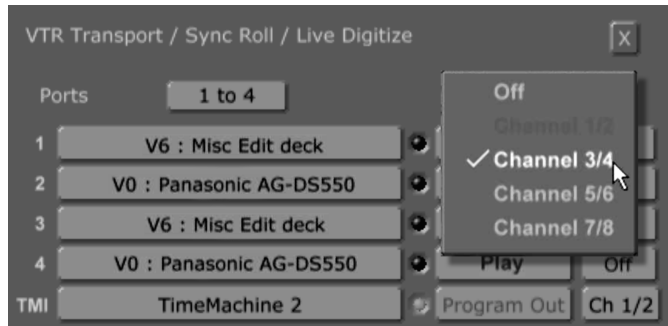 VTR Transport / Sync Roll / Live Digitize X
Ports 1 to 4
Off
Channel 1/2
Channel 3/4
Channel 5/6
Channel 7/8
1 V6 : Misc Edit deck
2 V0 : Panasonic AG-DS550
3 V6 : Misc Edit deck
4 V0 : Panasonic AG-DS550 Play Off
TMI TimeMachine 2 Program Out Ch 1/2